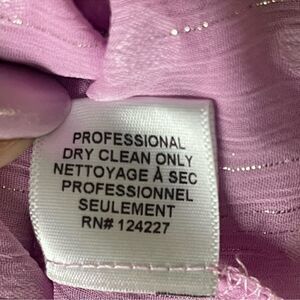 PROFESSIONAL
DRY CLEAN ONLY
NETTOYAGE À SEC
PROFESSIONNEL
SEULEMENT
RN# 124227